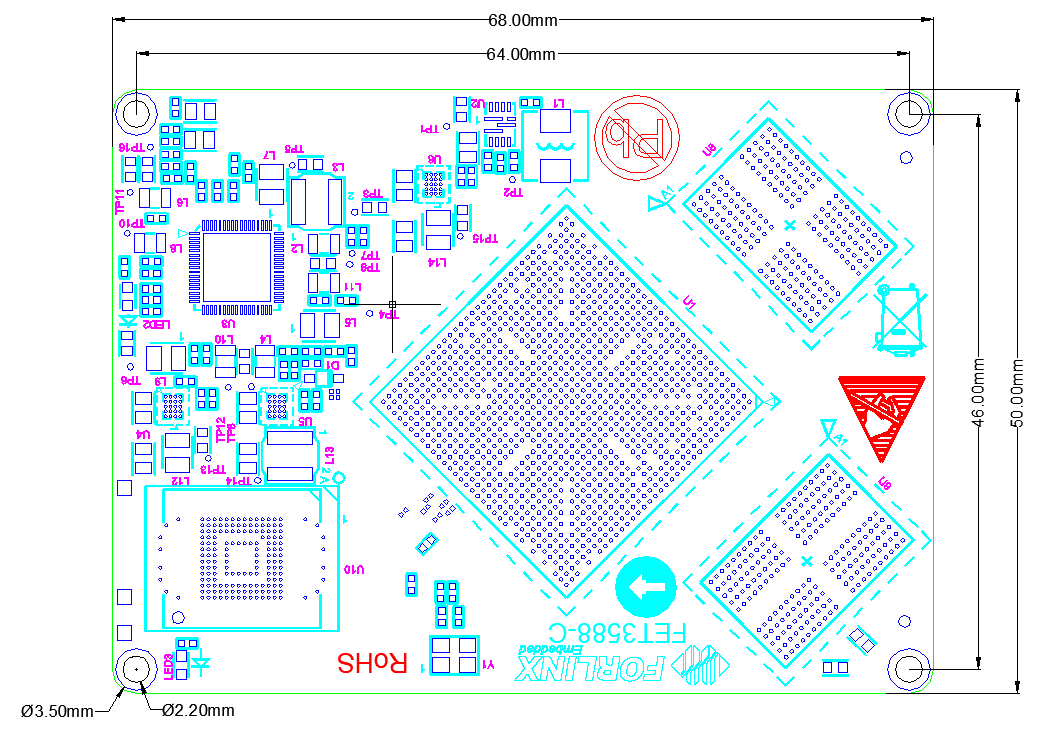 68.00mm
64.00mm
U2
L1
TP1
Pb
U8
TP16
L7
TP5
L3
U6
A1
TP11
L6
TP3
TP2
TP10
TP15
L8
L2
TP7
L14
TP9
L11
U1
LED2
U3
L5
TP4
L10
L4
46.00mm
50.00mm
D1
TP6
L9
U4
TP12
TP8
U5
A1
TP13
L13
L12
TP14
2
A
U9
U10
FET3588-C
LED3
RoHS
Y1
Embedded
FORLINX
Ø3.50mm
Ø2.20mm